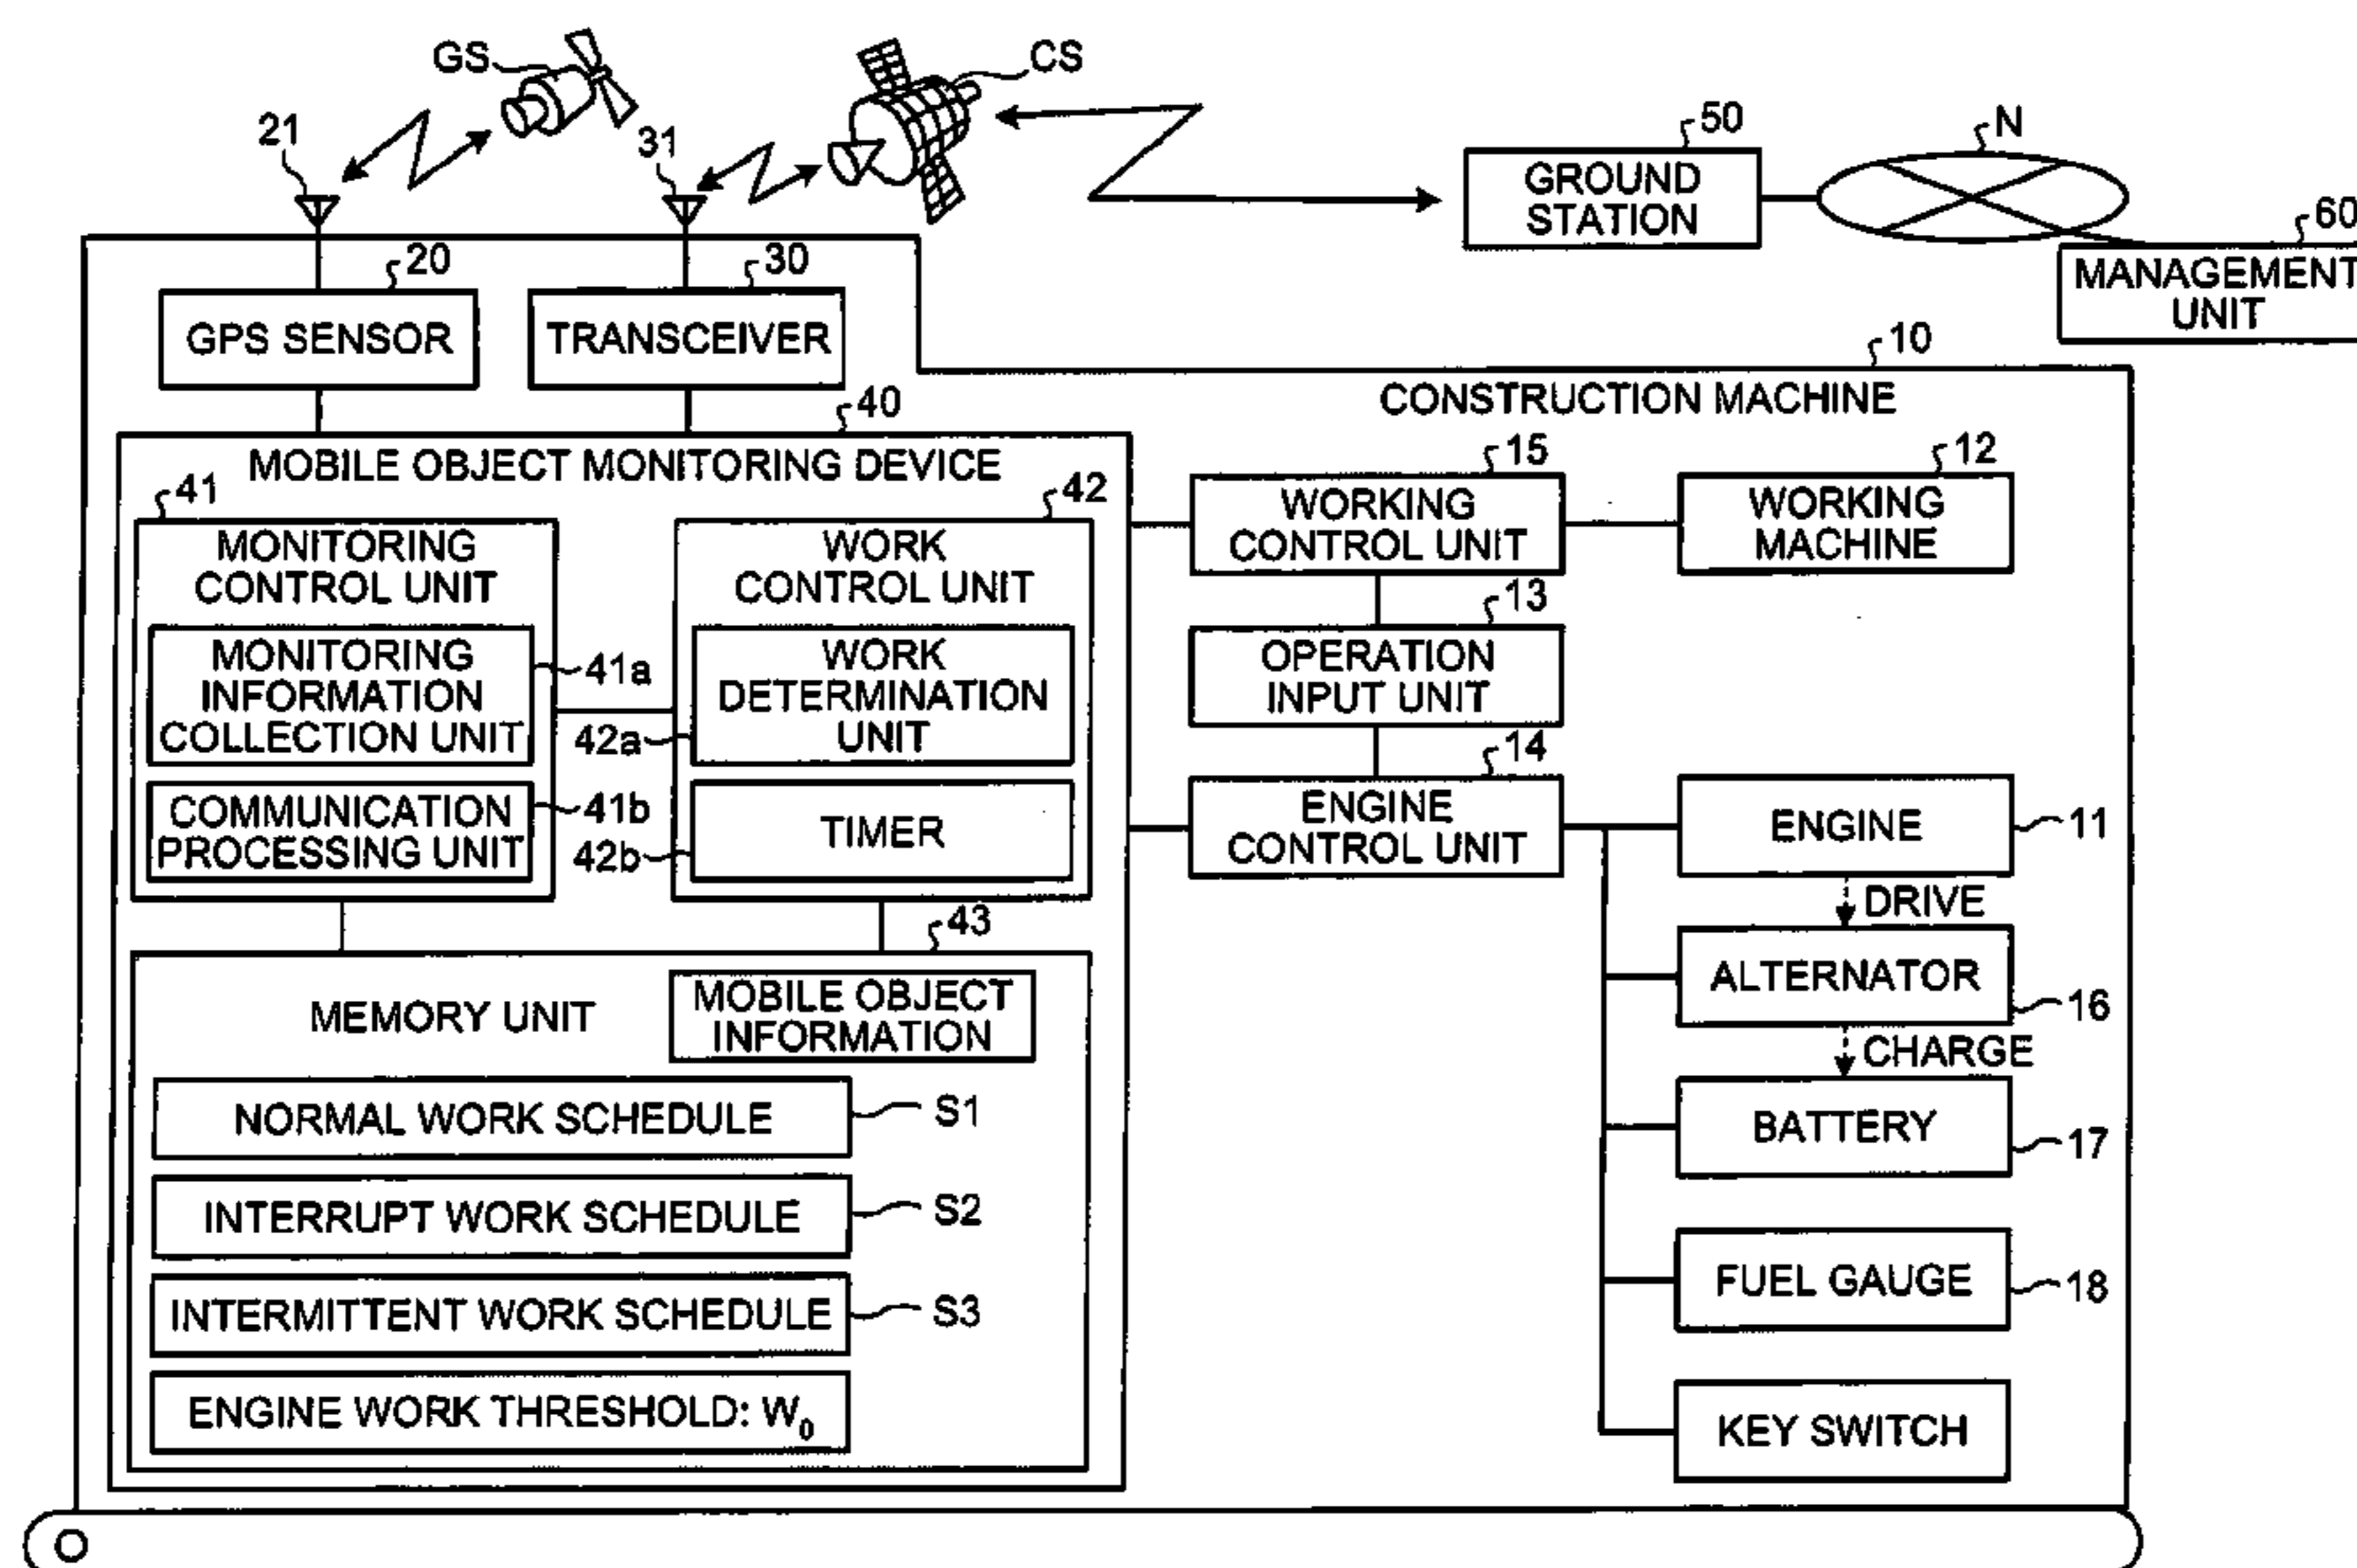 GS
CS
21
31
50
N
GROUND
STATION
60
MANAGEMENT
UNIT
20
30
GPS SENSOR
TRANSCEIVER
10
CONSTRUCTION MACHINE
40
MOBILE OBJECT MONITORING DEVICE
41
42
MONITORING
CONTROL UNIT
MONITORING
INFORMATION
COLLECTION UNIT
41a
COMMUNICATION
PROCESSING UNIT
41b
WORK
CONTROL UNIT
WORK
DETERMINATION
UNIT
42a
TIMER
42b
43
MEMORY UNIT
MOBILE OBJECT
INFORMATION
NORMAL WORK SCHEDULE
S1
INTERRUPT WORK SCHEDULE
S2
INTERMITTENT WORK SCHEDULE
S3
ENGINE WORK THRESHOLD: W₀
15
WORKING
CONTROL UNIT
12
WORKING
MACHINE
13
OPERATION
INPUT UNIT
14
ENGINE
CONTROL UNIT
ENGINE
11
DRIVE
ALTERNATOR
16
CHARGE
BATTERY
17
FUEL GAUGE
18
KEY SWITCH